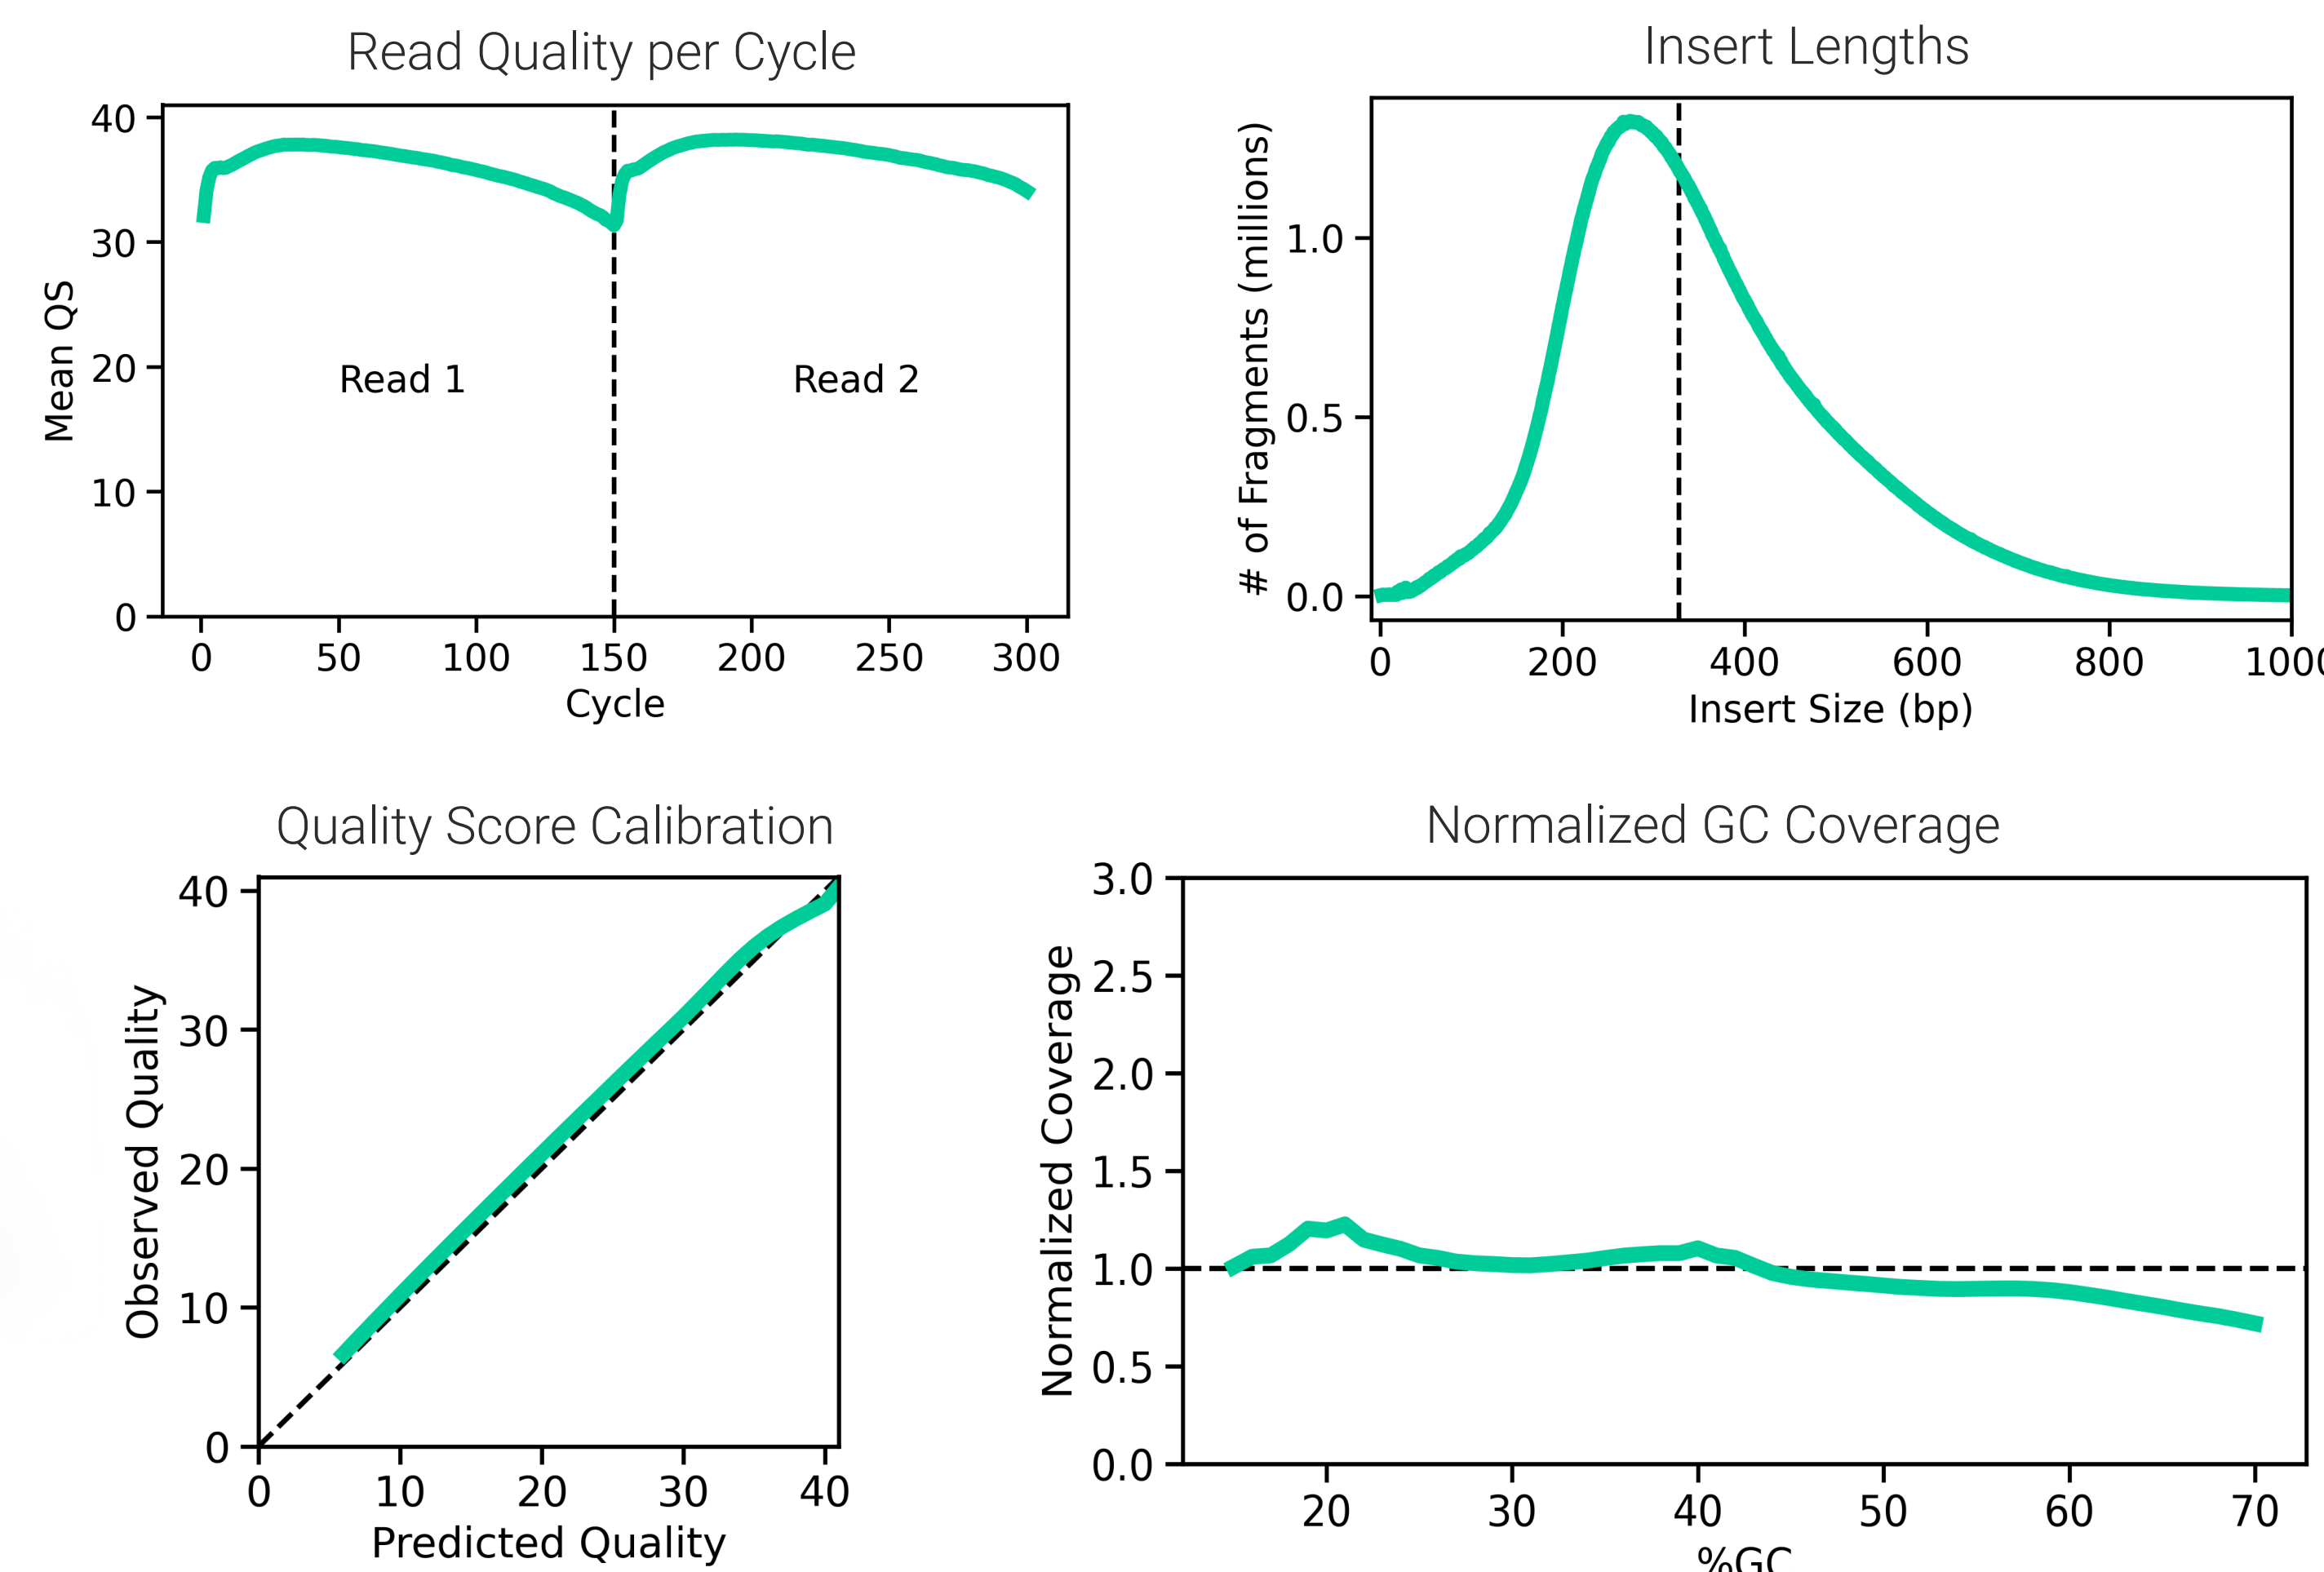 Read Quality per Cycle
40
30
20
10
0
Mean QS
Read 1
Read 2
0 50 100 150 200 250 300
Cycle
Insert Lengths
1.0
0.5
0.0
# of Fragments (millions)
0 200 400 600 800 1000
Insert Size (bp)
Quality Score Calibration
40
30
20
10
0
Observed Quality
0 10 20 30 40
Predicted Quality
Normalized GC Coverage
3.0
2.5
2.0
1.5
1.0
0.5
0.0
Normalized Coverage
20 30 40 50 60 70
%GC